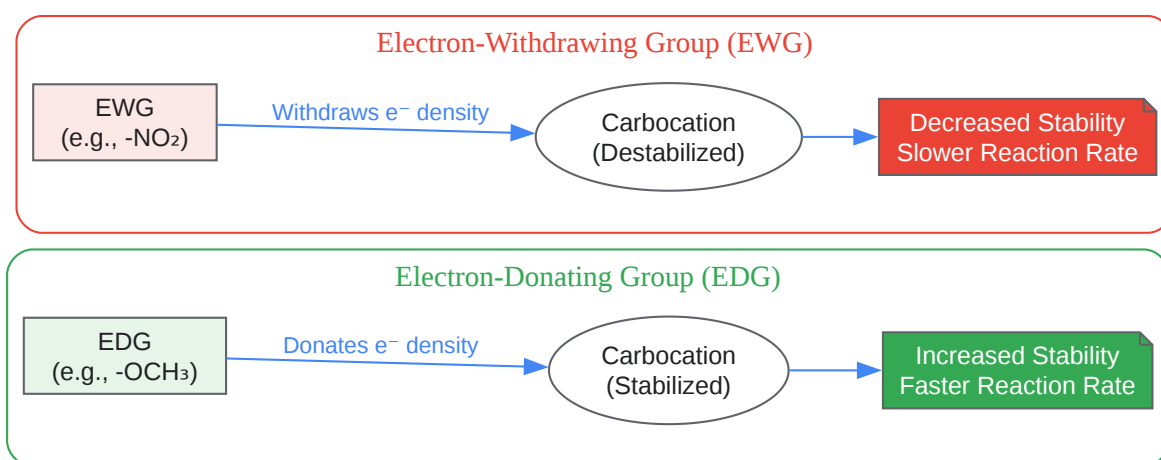 Electron-Withdrawing Group (EWG)
EWG
(e.g., -NO₂)
Withdraws e⁻ density
Carbocation
(Destabilized)
Decreased Stability
Slower Reaction Rate
Electron-Donating Group (EDG)
EDG
(e.g., -OCH₃)
Donates e⁻ density
Carbocation
(Stabilized)
Increased Stability
Faster Reaction Rate